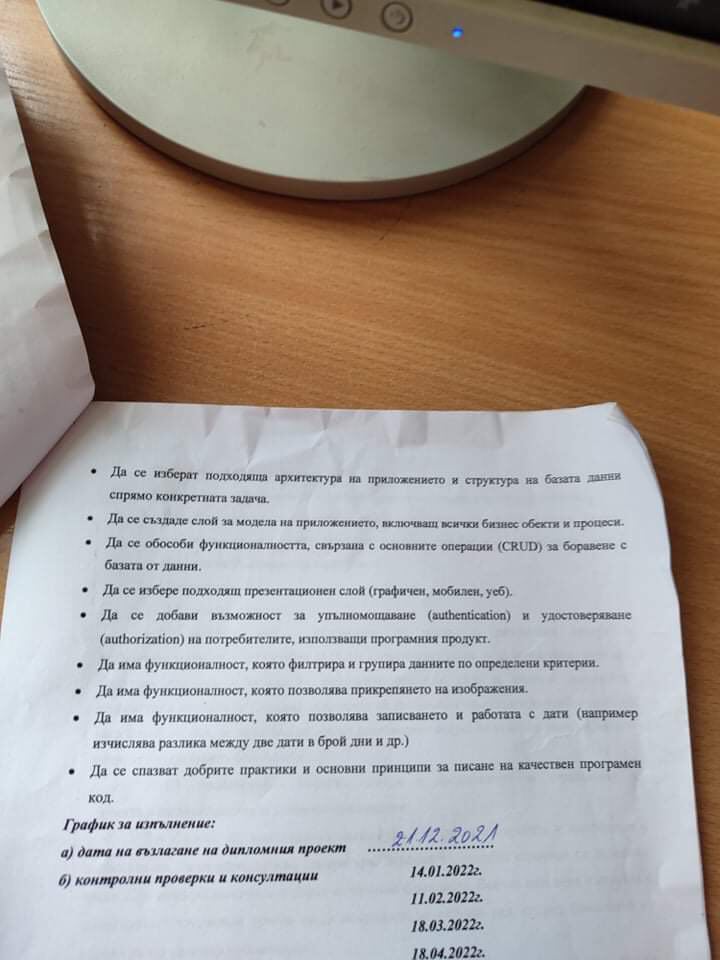 • Да се изберат подходяща архитектура на приложението и структура на базата данни
спрямо конкретната задача.
• Да се създаде слой за модела на приложението, включващ всички бизнес обекти и процеси.
• Да се обособи функционалността, свързана с основните операции (CRUD) за боравене с
базата от данни.
• Да се избере подходящ презентационен слой (графичен, мобилен, уеб).
• Да се добави възможност за упълномощаване (authentication) и удостоверяване
(authorization) на потребителите, използващи програмния продукт.
• Да има функционалност, която филтрира и групира данните по определени критерии.
• Да има функционалност, която позволява прикрепянето на изображения.
• Да има функционалност, която позволява записването и работата с дати (например
изчислява разлика между две дати в брой дни и др.)
• Да се спазват добрите практики и основни принципи за писане на качествен програмен
код.
График за изпълнение:
а) дата на възлагане на дипломния проект 21.12.2021
б) контролни проверки и консултации 14.01.2022г.
11.02.2022г.
18.03.2022г.
18.04.2022г.